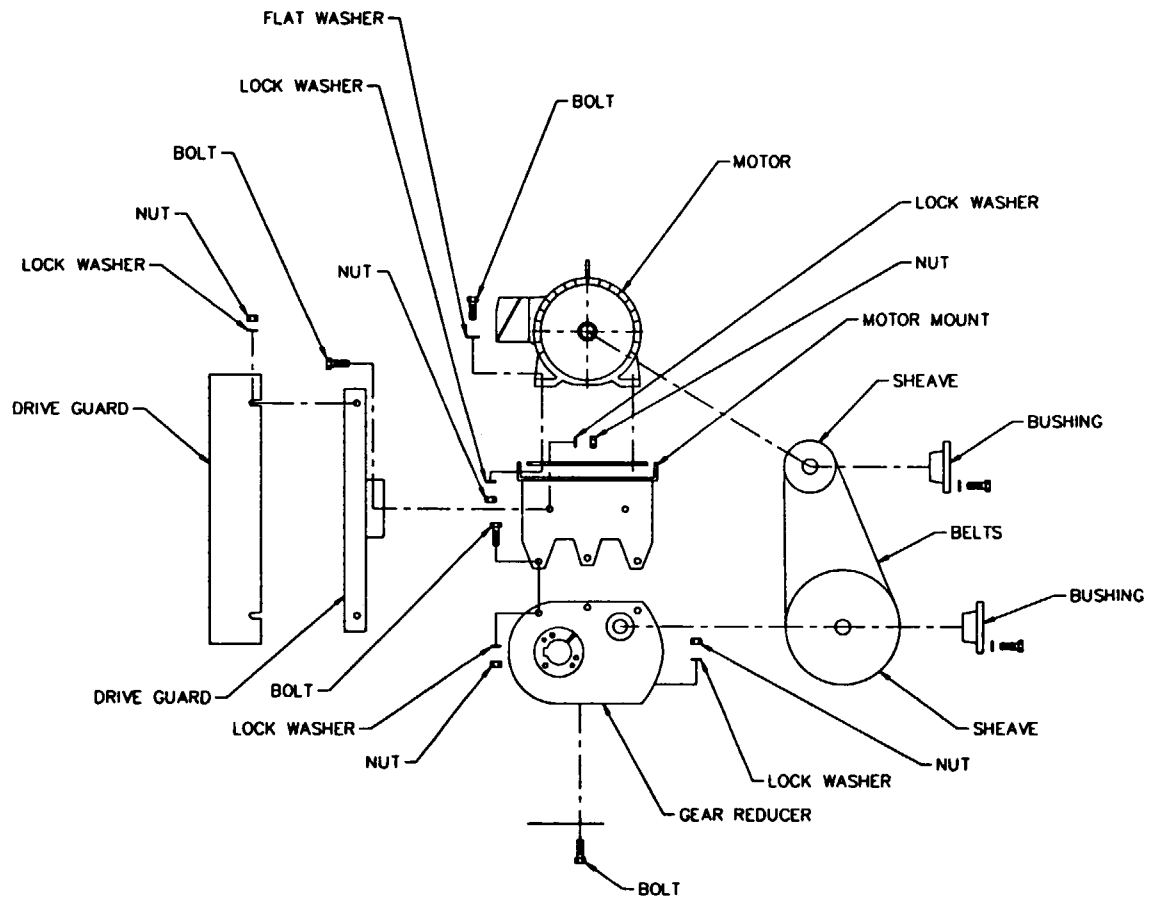 FLAT WASHER
LOCK WASHER
BOLT
BOLT
MOTOR
LOCK WASHER
NUT
LOCK WASHER
NUT
NUT
MOTOR MOUNT
SHEAVE
DRIVE GUARD
BUSHING
BELTS
BUSHING
DRIVE GUARD
BOLT
LOCK WASHER
SHEAVE
NUT
NUT
LOCK WASHER
GEAR REDUCER
BOLT